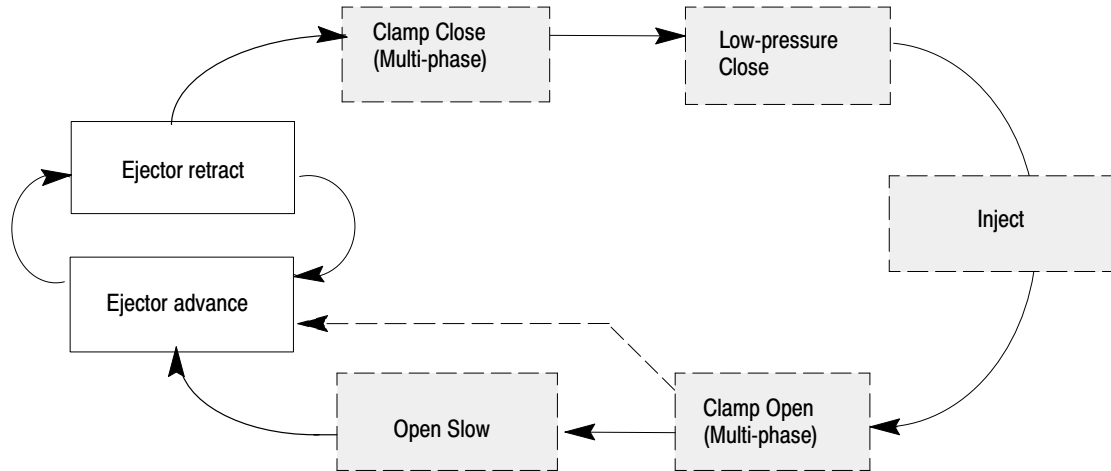 Clamp Close
(Multi-phase)
Low-pressure
Close
Ejector retract
Inject
Ejector advance
Open Slow
Clamp Open
(Multi-phase)